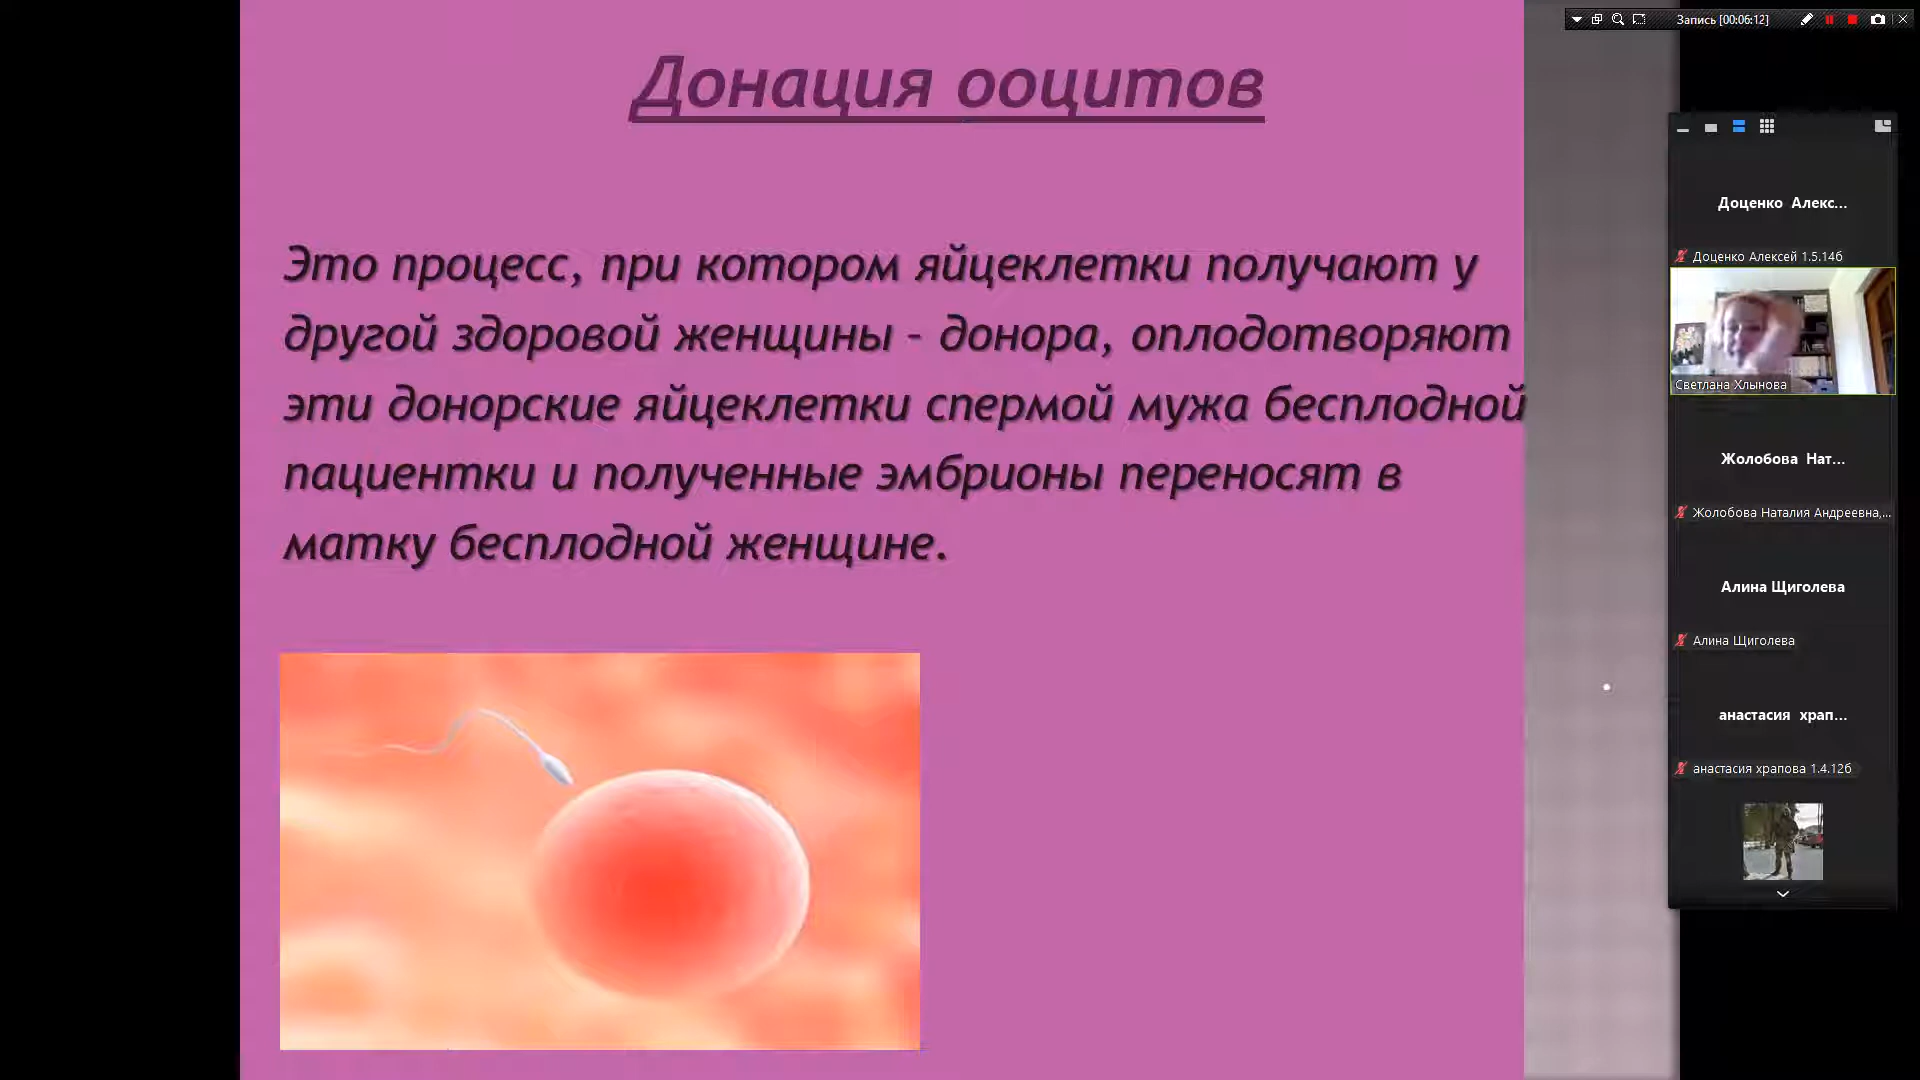 Запись [00:06:12]
Донация ооцитов
Это процесс, при котором яйцеклетки получают у
другой здоровой женщины – донора, оплодотворяют
эти донорские яйцеклетки спермой мужа бесплодной
пациентки и полученные эмбрионы переносят в
матку бесплодной женщине.
Доценко Алекс...
Доценко Алексей 1.5.14б
Светлана Хлынова
Жолобова Нат...
Жолобова Наталия Андреевна,...
Алина Щиголева
Алина Щиголева
анастасия храп...
анастасия храпова 1.4.12б